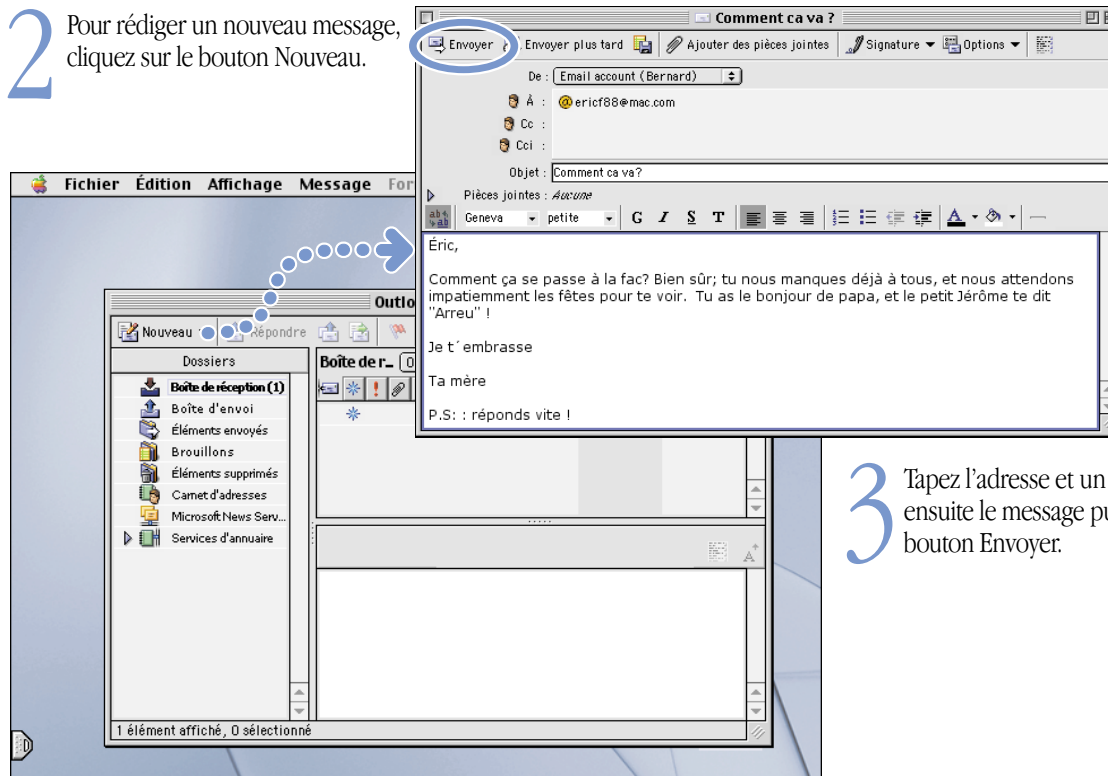 2
Pour rédiger un nouveau message,
cliquez sur le bouton Nouveau.
Comment ca va ?
Envoyer Envoyer plus tard Ajouter des pièces jointes Signature Options
De : Email account (Bernard)
À : @ericf88@mac.com
Cc :
Cci :
Objet : Comment ca va?
Pièces jointes : Aucune
Geneva petite G I S T
Éric,
Comment ça se passe à la fac? Bien sûr; tu nous manques déjà à tous, et nous attendons
impatiemment les fêtes pour te voir. Tu as le bonjour de papa, et le petit Jérôme te dit
"Arreu" !
Je t´embrasse
Ta mère
P.S: : réponds vite !
Fichier Édition Affichage Message For
Outlo
Nouveau Répondre
Dossiers
Boîte de réception (1)
Boîte d'envoi
Éléments envoyés
Brouillons
Éléments supprimés
Carnet d'adresses
Microsoft News Serv...
Services d'annuaire
Boîte de r...
1 élément affiché, 0 sélectionné
3
Tapez l’adresse et un
ensuite le message pu
bouton Envoyer.